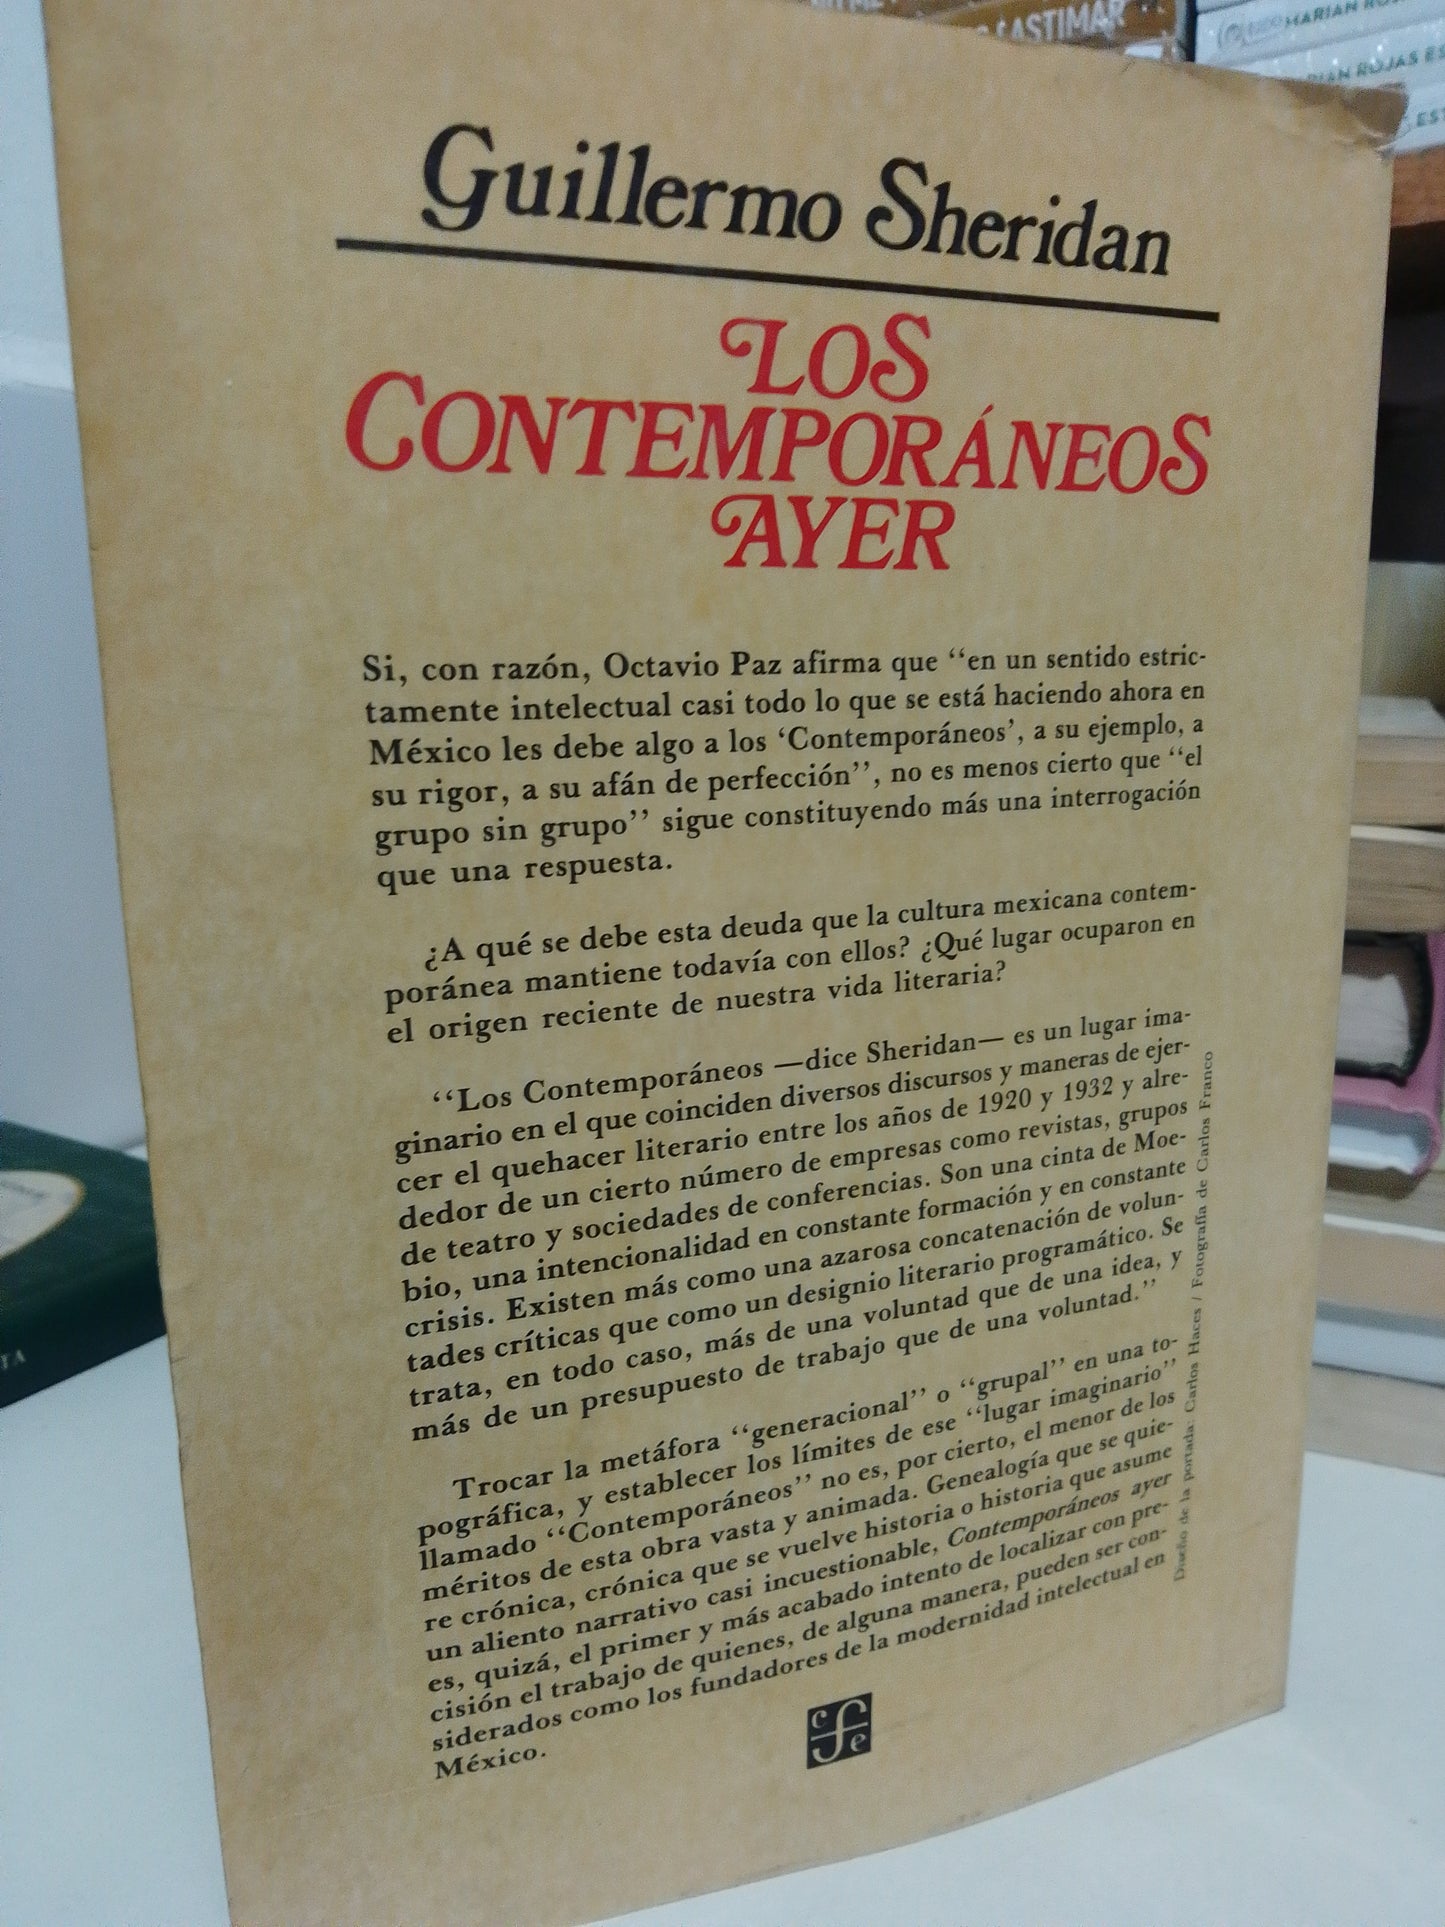 Guillermo Sheridan
LOS
CONTEMPORÁNEOS
AYER
Si, con razón, Octavio Paz afirma que “en un sentido estric-
tamente intelectual casi todo lo que se está haciendo ahora en
México les debe algo a los ‘Contemporáneos’, a su ejemplo, a
su rigor, a su afán de perfección”, no es menos cierto que “el
grupo sin grupo” sigue constituyendo más una interrogación
que una respuesta.
¿A qué se debe esta deuda que la cultura mexicana contem-
poránea mantiene todavía con ellos? ¿Qué lugar ocuparon en
el origen reciente de nuestra vida literaria?
“Los Contemporáneos —dice Sheridan— es un lugar ima-
ginario en el que coinciden diversos discursos y maneras de ejer-
cer el quehacer literario entre los años de 1920 y 1932 y alre-
dedor de un cierto número de empresas como revistas, grupos
de teatro y sociedades de conferencias. Son una cinta de Moe-
bio, una intencionalidad en constante formación y en constante
crisis. Existen más como una azarosa concatenación de volun-
tades críticas que como un designio literario programático. Se
trata, en todo caso, más de una voluntad que de una idea, y
más de un presupuesto de trabajo que de una voluntad.”
Trocar la metáfora “generacional” o “grupal” en una to-
pográfica, y establecer los límites de ese “lugar imaginario”
llamado “Contemporáneos” no es, por cierto, el menor de los
méritos de esta obra vasta y animada. Genealogía que se quie-
re crónica, crónica que se vuelve historia o historia que asume
un aliento narrativo casi incuestionable, Contemporáneos ayer
es, quizá, el primer y más acabado intento de localizar con pre-
cisión el trabajo de quienes, de alguna manera, pueden ser con-
siderados como los fundadores de la modernidad intelectual en
México.
cfe
Diseño de la portada: Carlos Haces / Fotografía de Carlos Franco
LASTIMAR
MARIAN ROJAS
MARIAN ROJAS ES
EST
TA